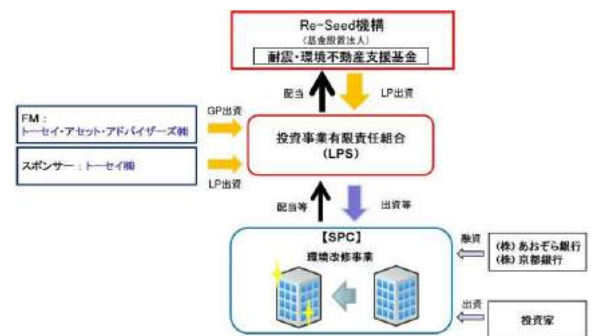 Re-Seed機構
(基金設置法人)
耐震・環境不動産支援基金
配当
LP出資
FM：
トーセイ・アセット・アドバイザーズ㈱
GP出資
スポンサー：トーセイ㈱
LP出資
投資事業有限責任組合
(LPS)
配当等
出資等
【SPC】
環境改修事業
融資
(株)あおぞら銀行
(株)京都銀行
出資
投資家